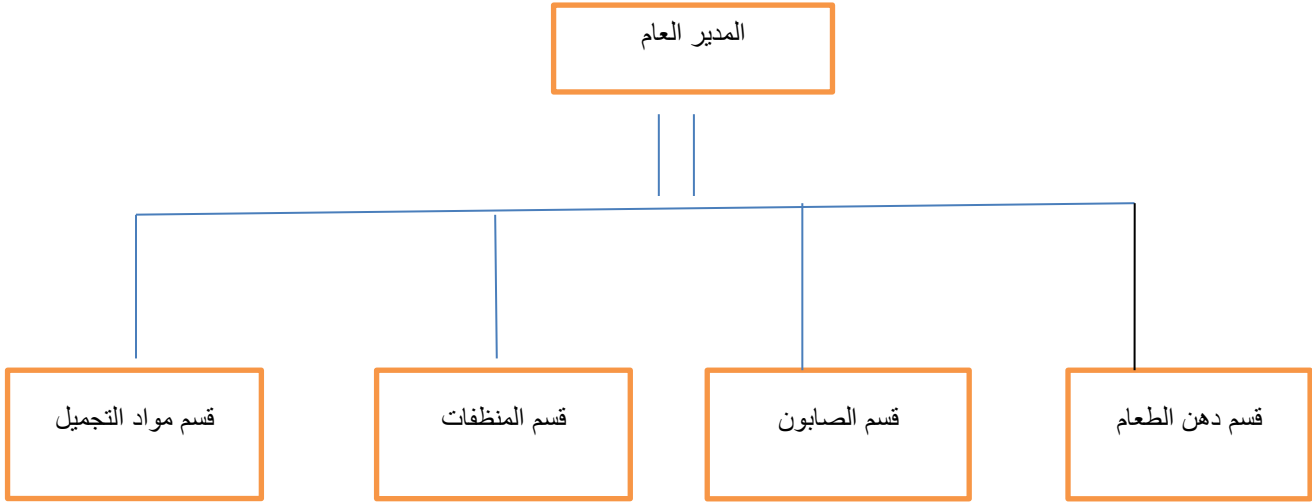 المدير العام
قسم دهن الطعام
قسم الصابون
قسم المنظفات
قسم مواد التجميل